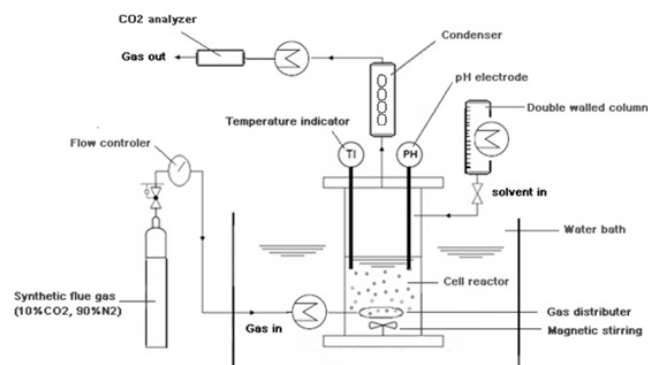 CO2 analyzer
Gas out
Condenser
pH electrode
Temperature indicator
Double walled column
Flow controler
TI
PH
solvent in
Water bath
Cell reactor
Synthetic flue gas
(10%CO2, 90%N2)
Gas in
Gas distributer
Magnetic stirring